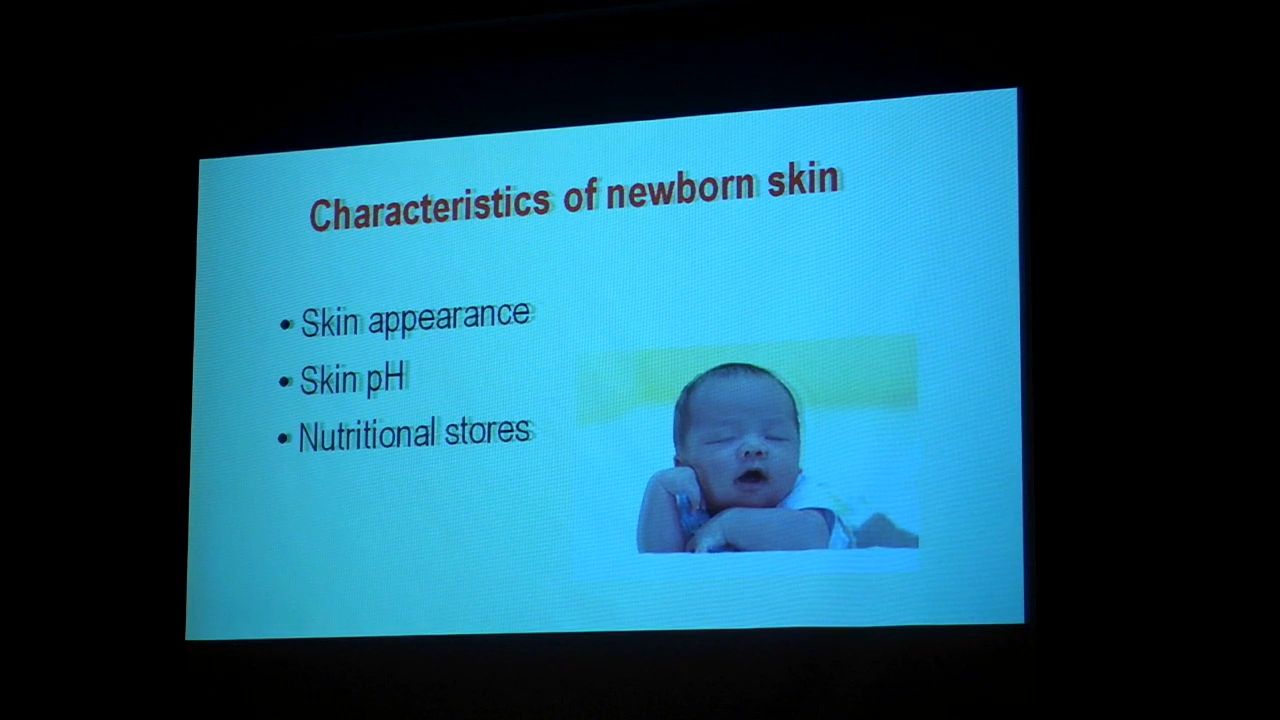 Characteristics of newborn skin
• Skin appearance
• Skin pH
• Nutritional stores